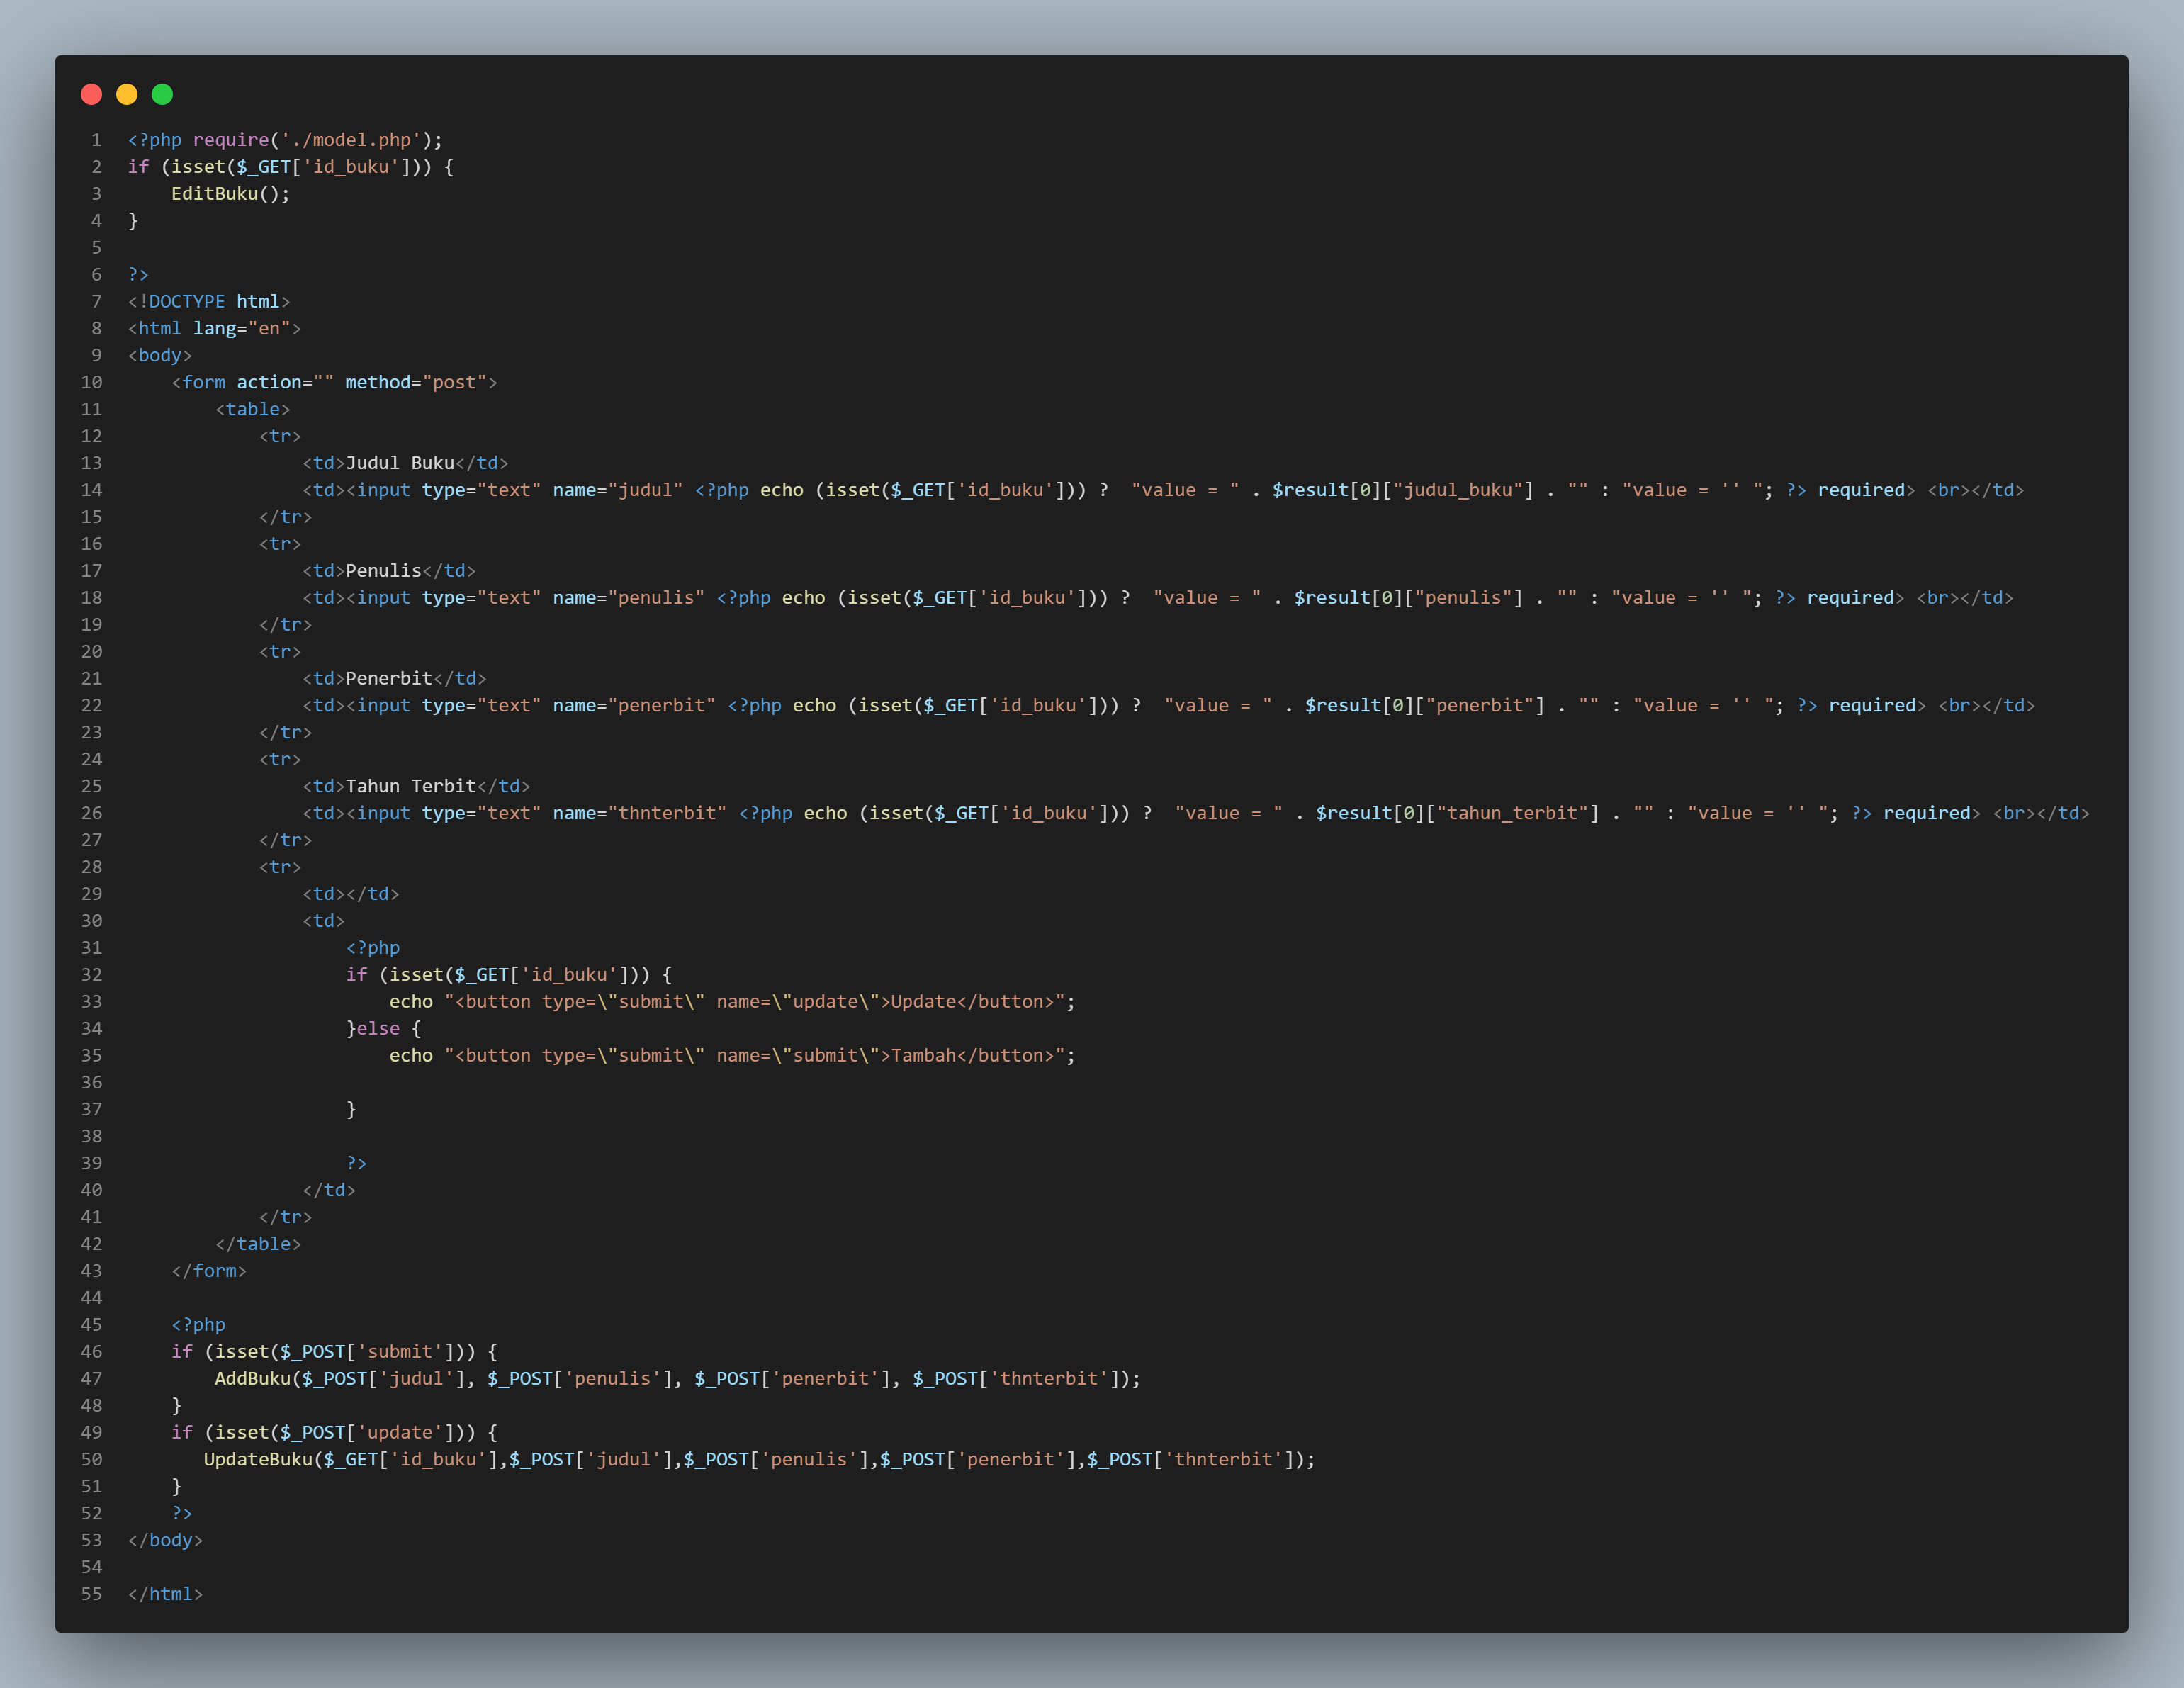 1 <?php require('./model.php');
2 if (isset($_GET['id_buku'])) {
3     EditBuku();
4 }
5
6 ?>
7 <!DOCTYPE html>
8 <html lang="en">
9 <body>
10     <form action="" method="post">
11         <table>
12             <tr>
13                 <td>Judul Buku</td>
14                 <td><input type="text" name="judul" <?php echo (isset($_GET['id_buku'])) ?  "value = " . $result[0]["judul_buku"] . "" : "value = '' "; ?> required> <br></td>
15             </tr>
16             <tr>
17                 <td>Penulis</td>
18                 <td><input type="text" name="penulis" <?php echo (isset($_GET['id_buku'])) ?  "value = " . $result[0]["penulis"] . "" : "value = '' "; ?> required> <br></td>
19             </tr>
20             <tr>
21                 <td>Penerbit</td>
22                 <td><input type="text" name="penerbit" <?php echo (isset($_GET['id_buku'])) ?  "value = " . $result[0]["penerbit"] . "" : "value = '' "; ?> required> <br></td>
23             </tr>
24             <tr>
25                 <td>Tahun Terbit</td>
26                 <td><input type="text" name="thnterbit" <?php echo (isset($_GET['id_buku'])) ?  "value = " . $result[0]["tahun_terbit"] . "" : "value = '' "; ?> required> <br></td>
27             </tr>
28             <tr>
29                 <td></td>
30                 <td>
31                     <?php
32                     if (isset($_GET['id_buku'])) {
33                         echo "<button type=\"submit\" name=\"update\">Update</button>";
34                     }else {
35                         echo "<button type=\"submit\" name=\"submit\">Tambah</button>";
36
37                     }
38
39                     ?>
40                 </td>
41             </tr>
42         </table>
43     </form>
44
45     <?php
46     if (isset($_POST['submit'])) {
47         AddBuku($_POST['judul'], $_POST['penulis'], $_POST['penerbit'], $_POST['thnterbit']);
48     }
49     if (isset($_POST['update'])) {
50        UpdateBuku($_GET['id_buku'],$_POST['judul'],$_POST['penulis'],$_POST['penerbit'],$_POST['thnterbit']);
51     }
52     ?>
53 </body>
54
55 </html>